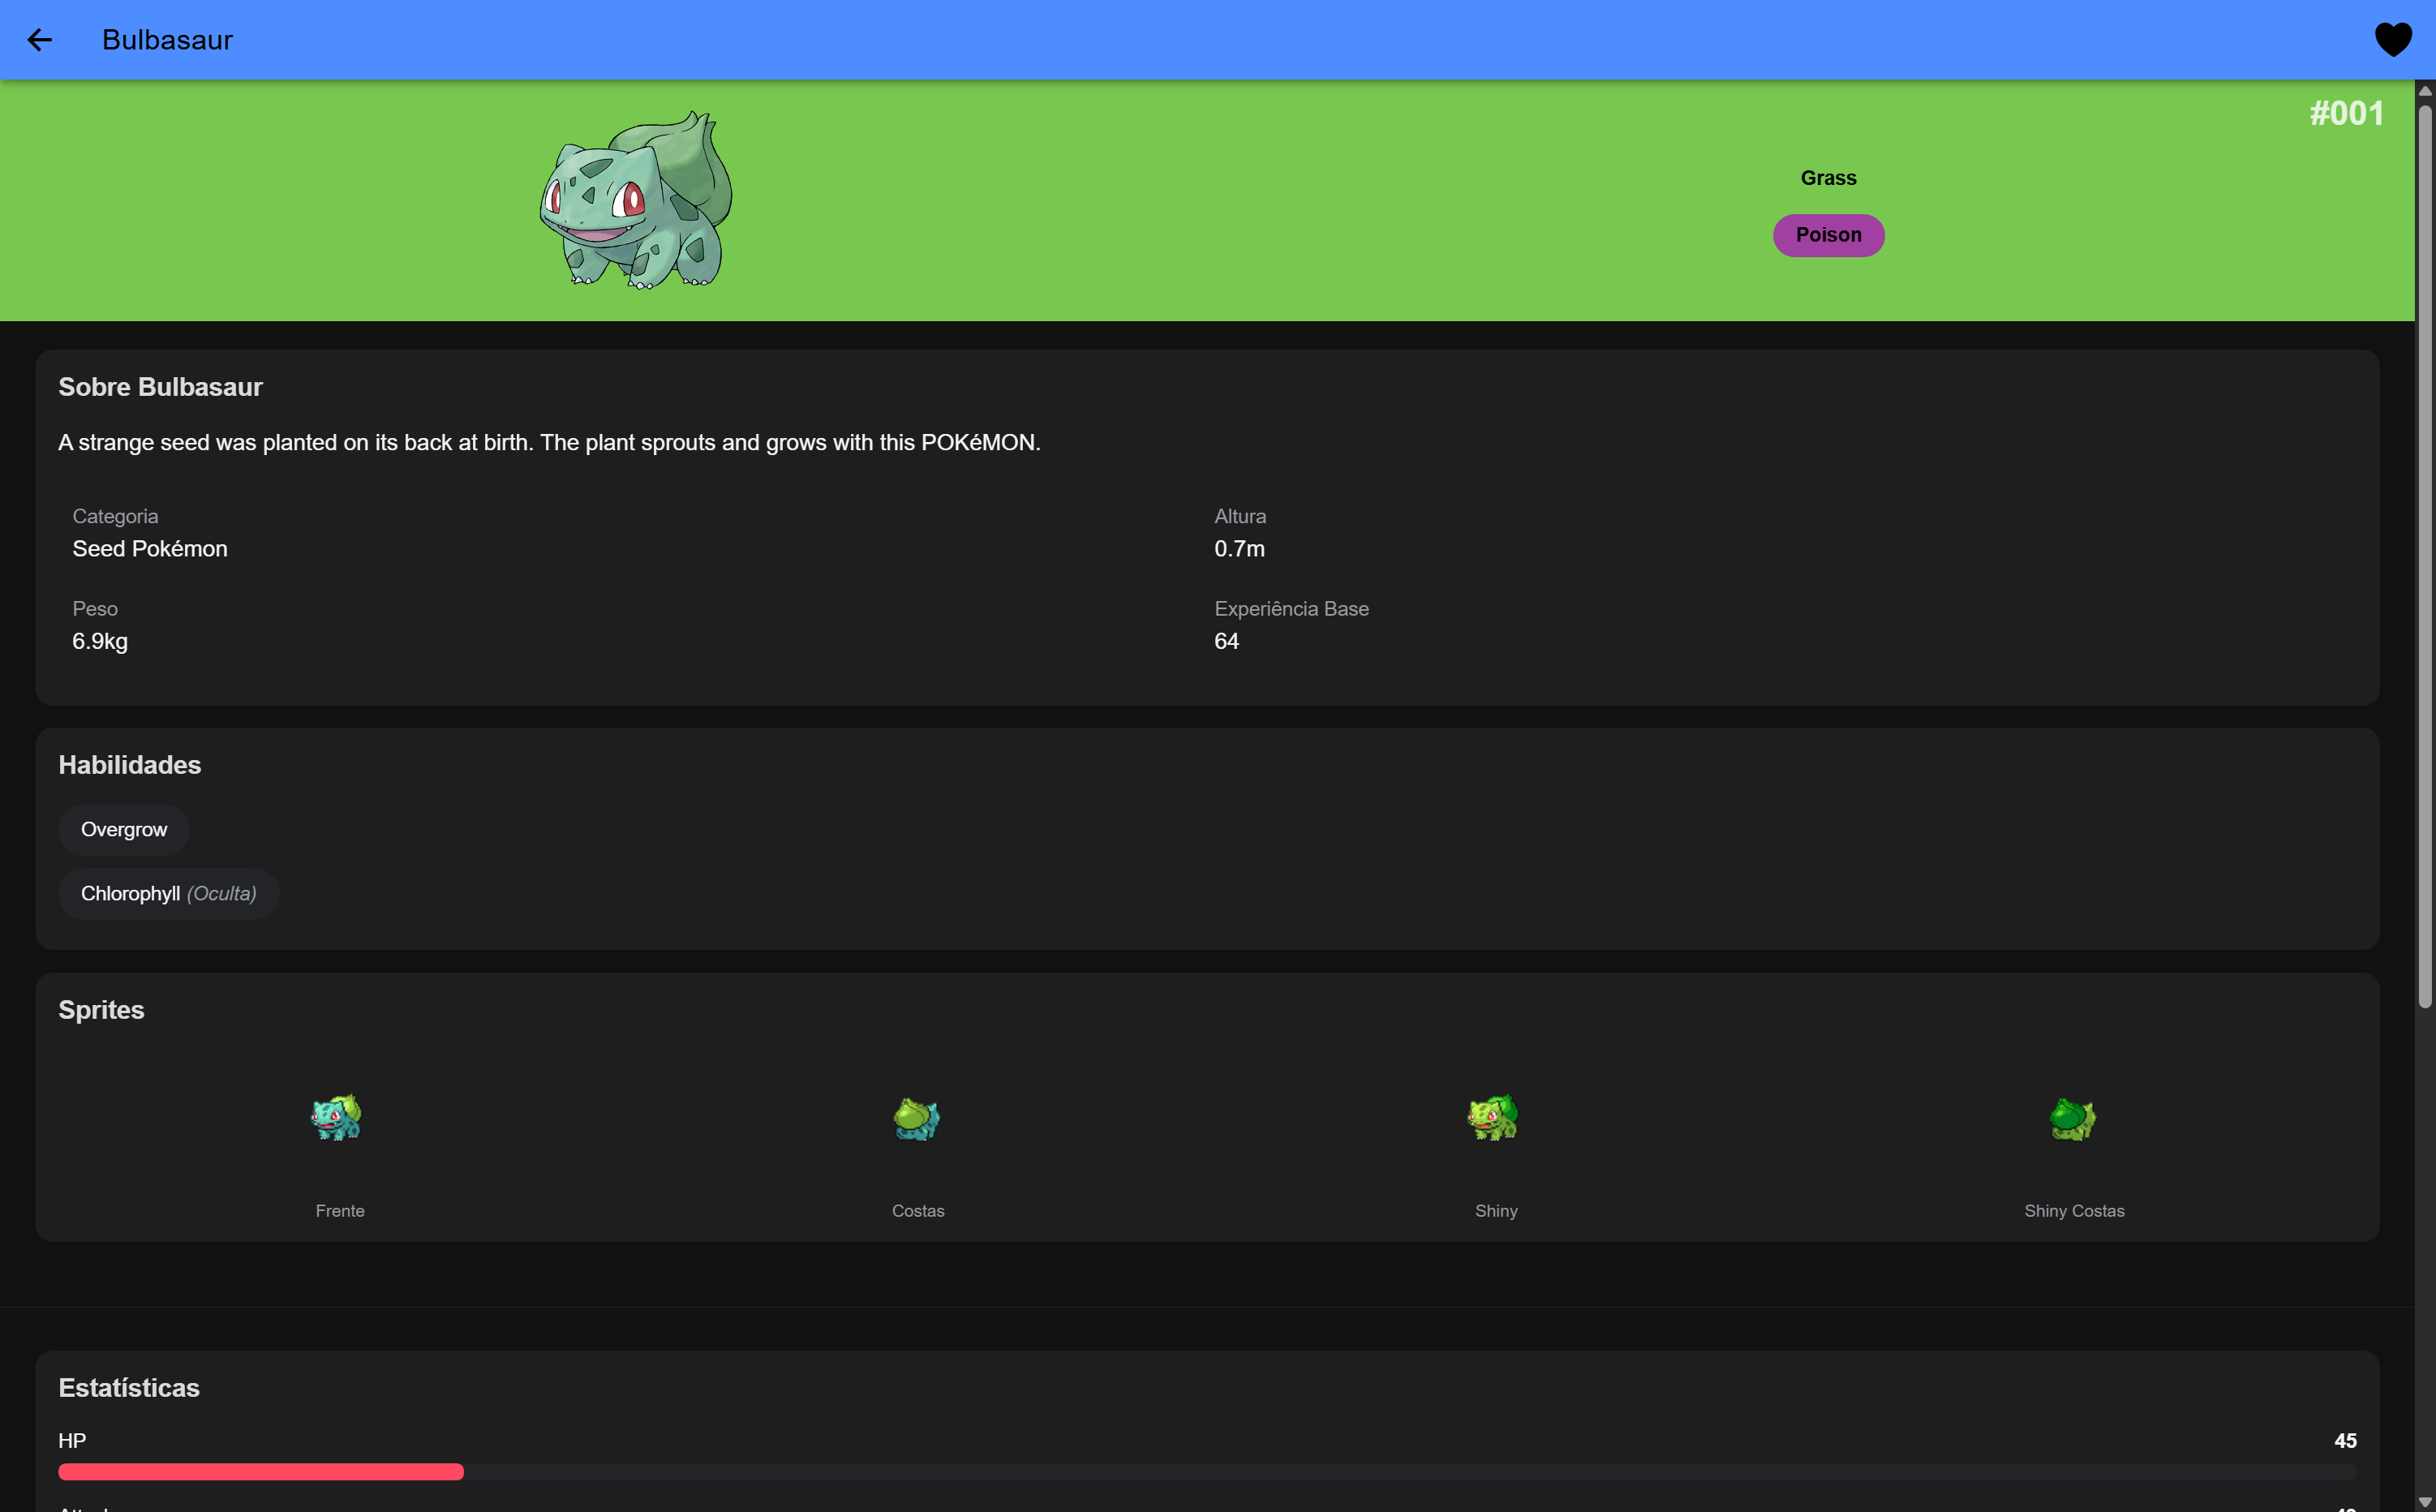 Bulbasaur
#001
Grass
Poison
Sobre Bulbasaur
A strange seed was planted on its back at birth. The plant sprouts and grows with this POKéMON.
Categoria
Seed Pokémon
Altura
0.7m
Peso
6.9kg
Experiência Base
64
Habilidades
Overgrow
Chlorophyll (Oculta)
Sprites
Frente
Costas
Shiny
Shiny Costas
Estatísticas
HP
45